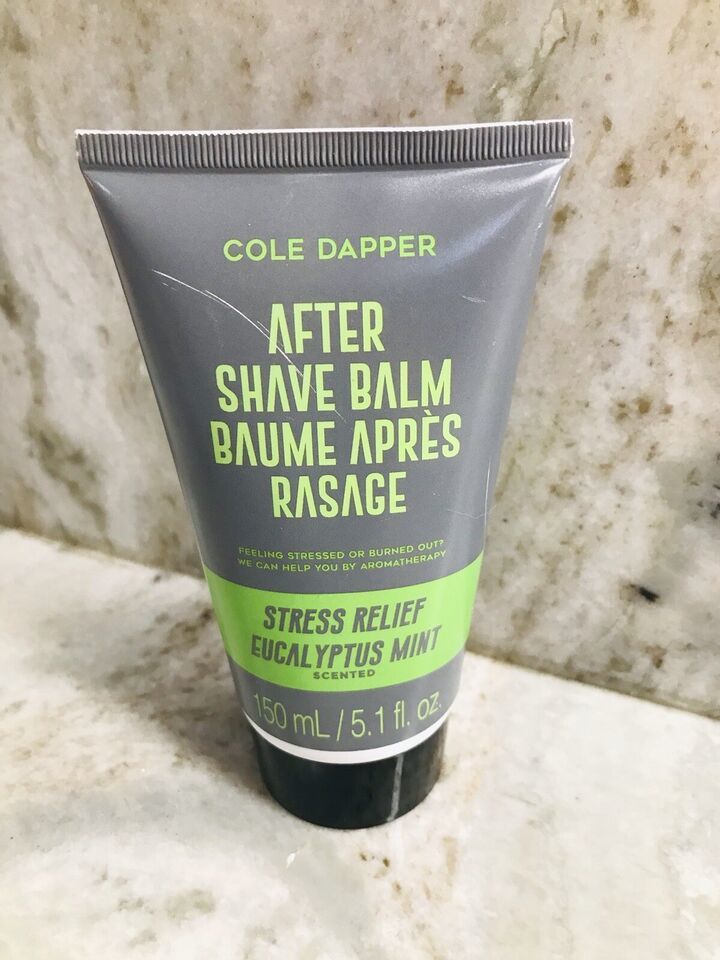 COLE DAPPER
AFTER
SHAVE BALM
BAUME APRÈS
RASAGE
FEELING STRESSED OR BURNED OUT?
WE CAN HELP YOU BY AROMATHERAPY
STRESS RELIEF
EUCALYPTUS MINT
SCENTED
150 mL / 5.1 fl. oz.